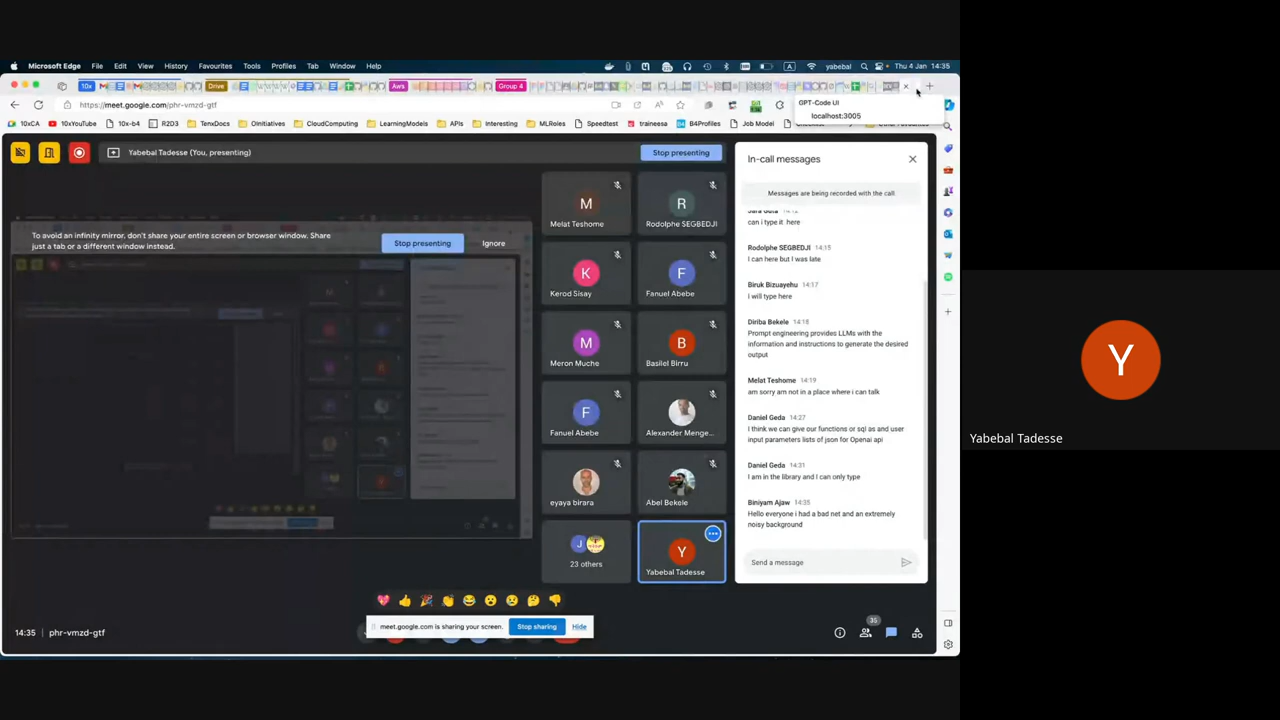 Microsoft Edge File Edit View History Favourites Tools Profiles Tab Window Help
yabebal Thu 4 Jan 14:35
10x Drive Aws Group 4
https://meet.google.com/phr-vmzd-gtf
GPT-Code UI
localhost:3005
10xCA 10xYouTube 10-x M R2D3 TenxDocs OInitiatives CloudComputing LearningModels APIs Interesting MLRoles Speedtest traineesa B4Profiles Job Model
Yabebal Tadesse (You, presenting)
Stop presenting
To avoid an infinity mirror, don't share your entire screen or browser window. Share
just a tab or a different window instead.
Stop presenting
Ignore
M
Melat Teshome
R
Rodolphe SEGBEDJI
K
Kerod Sisay
F
Fanuel Abebe
M
Meron Muche
B
Basilel Birru
F
Fanuel Abebe
Alexander Menge...
eyaya birara
Abel Bekele
J
23 others
Y
Yabebal Tadesse
In-call messages
Messages are being recorded with the call.
can i type it here
Rodolphe SEGBEDJI 14:15
I can here but I was late
Biruk Bizuayehu 14:17
I will type here
Diriba Bekele 14:18
Prompt engineering provides LLMs with the
information and instructions to generate the desired
output
Melat Teshome 14:19
am sorry am not in a place where i can talk
Daniel Geda 14:27
I think we can give our functions or sql as and user
input parameters lists of json for Openai api
Daniel Geda 14:31
I am in the library and I can only type
Biniyam Ajaw 14:35
Hello everyone i had a bad net and an extremely
noisy background
Send a message
meet.google.com is sharing your screen.
Stop sharing
Hide
14:35 phr-vmzd-gtf
35
Y
Yabebal Tadesse